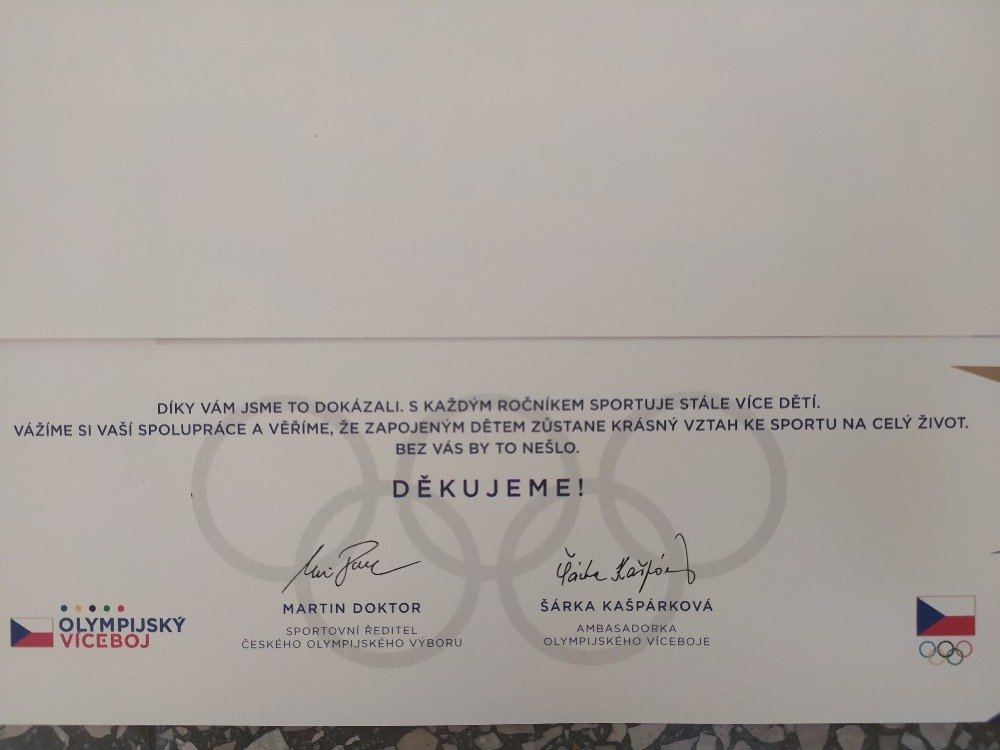 DÍKY VÁM JSME TO DOKÁZALI. S KAŽDÝM ROČNÍKEM SPORTUJE STÁLE VÍCE DĚTÍ.
VÁŽÍME SI VAŠÍ SPOLUPRÁCE A VĚŘÍME, ŽE ZAPOJENÝM DĚTEM ZŮSTANE KRÁSNÝ VZTAH KE SPORTU NA CELÝ ŽIVOT.
BEZ VÁS BY TO NEŠLO.
DĚKUJEME!
Šárka Kašpár
MARTIN DOKTOR
SPORTOVNÍ ŘEDITEL
ČESKÉHO OLYMPIJSKÉHO VÝBORU
ŠÁRKA KAŠPÁRKOVÁ
AMBASADORKA
OLYMPIJSKÉHO VÍCEBOJE
OLYMPIJSKÝ
VÍCEBOJ